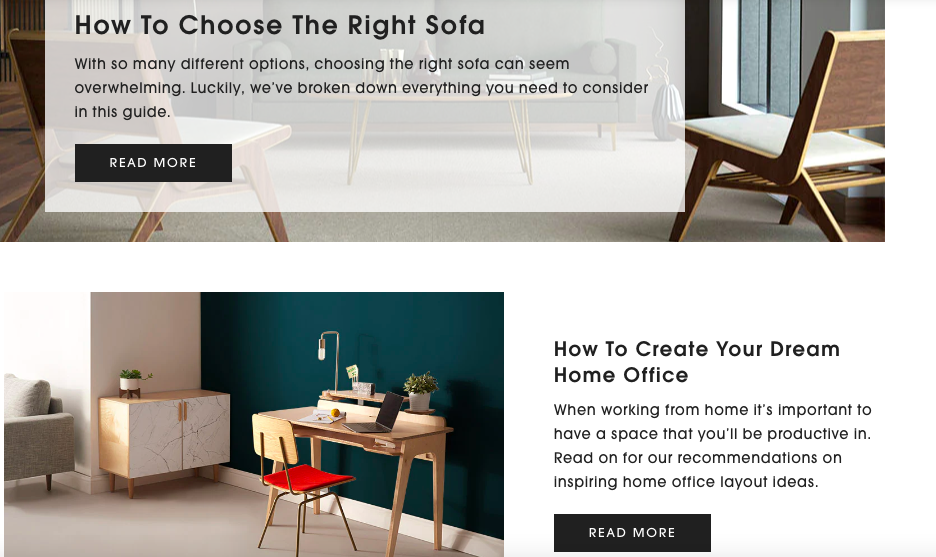 How To Choose The Right Sofa
With so many different options, choosing the right sofa can seem
overwhelming. Luckily, we've broken down everything you need to consider
in this guide.
READ MORE
How To Create Your Dream
Home Office
When working from home it's important to
have a space that you'll be productive in.
Read on for our recommendations on
inspiring home office layout ideas.
READ MORE